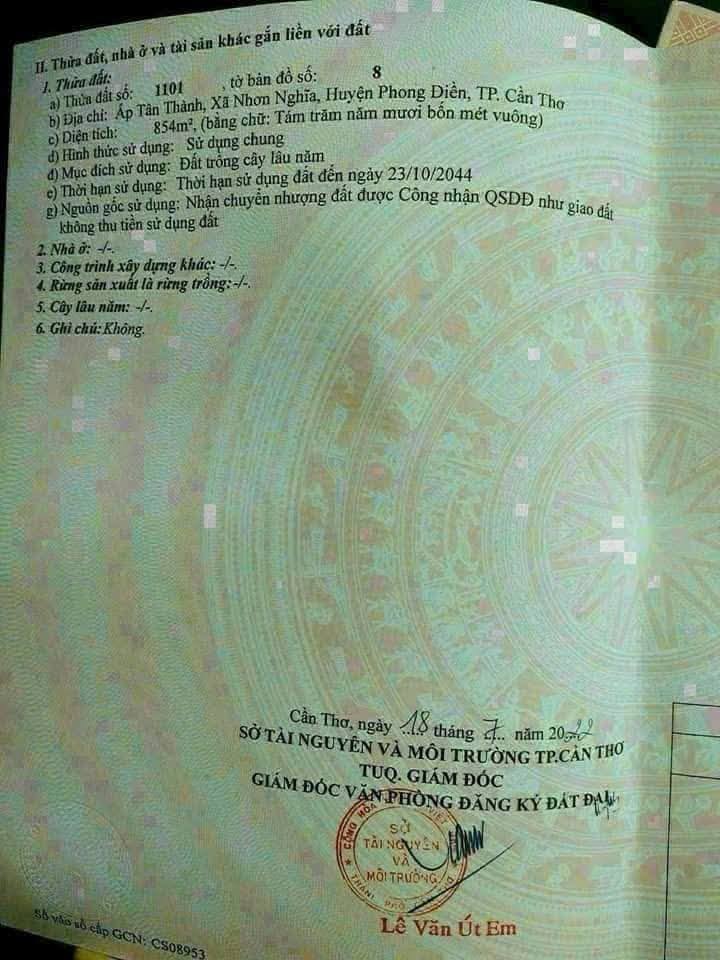 II. Thửa đất, nhà ở và tài sản khác gắn liền với đất
1. Thửa đất:
a) Thửa đất số: 1101 , tờ bản đồ số: 8
b) Địa chỉ: Ấp Tân Thành, Xã Nhơn Nghĩa, Huyện Phong Điền, TP. Cần Thơ
c) Diện tích: 854m², (bằng chữ: Tám trăm năm mươi bốn mét vuông)
d) Hình thức sử dụng: Sử dụng chung
đ) Mục đích sử dụng: Đất trồng cây lâu năm
e) Thời hạn sử dụng: Thời hạn sử dụng đất đến ngày 23/10/2044
g) Nguồn gốc sử dụng: Nhận chuyển nhượng đất được Công nhận QSDĐ như giao đất
không thu tiền sử dụng đất
2. Nhà ở: -/-.
3. Công trình xây dựng khác: -/-.
4. Rừng sản xuất là rừng trồng: -/-.
5. Cây lâu năm: -/-.
6. Ghi chú: Không.
Cần Thơ, ngày 18 tháng 7 năm 2022
SỞ TÀI NGUYÊN VÀ MÔI TRƯỜNG TP.CẦN THƠ
TUQ. GIÁM ĐỐC
GIÁM ĐỐC VĂN PHÒNG ĐĂNG KÝ ĐẤT ĐAI
SỞ
TÀI NGUYÊN
VÀ
MÔI TRƯỜNG
Lê Văn Út Em
Số vào sổ cấp GCN: CS08953